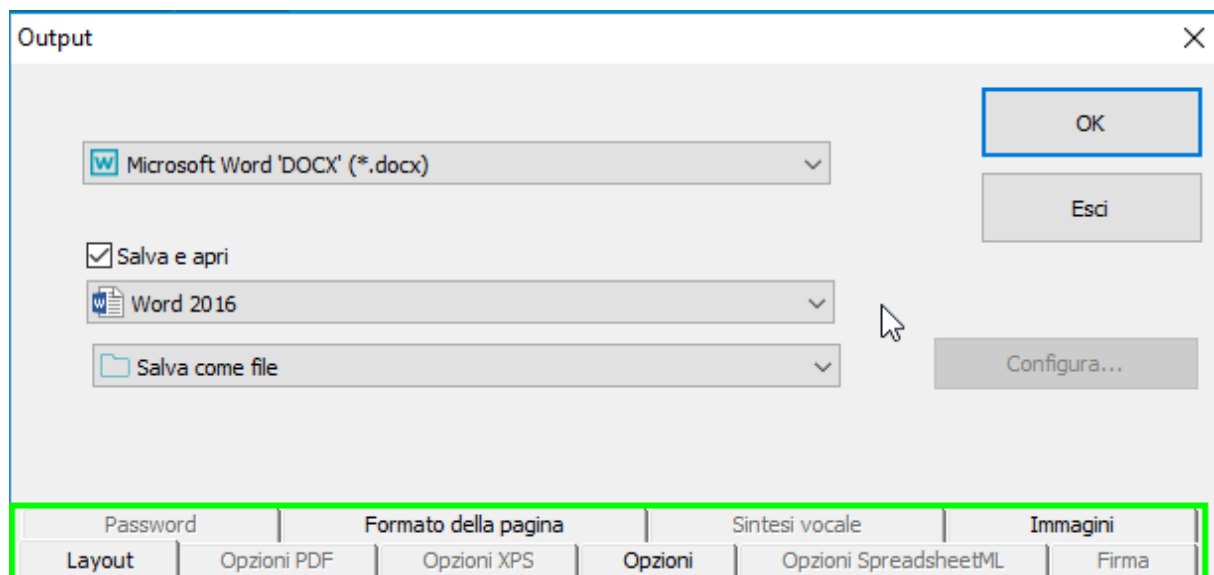 Output
OK
Microsoft Word 'DOCX' (*.docx)
Esci
Salva e apri
Word 2016
Salva come file
Configura...
Password Formato della pagina Sintesi vocale Immagini
Layout Opzioni PDF Opzioni XPS Opzioni Opzioni SpreadsheetML Firma